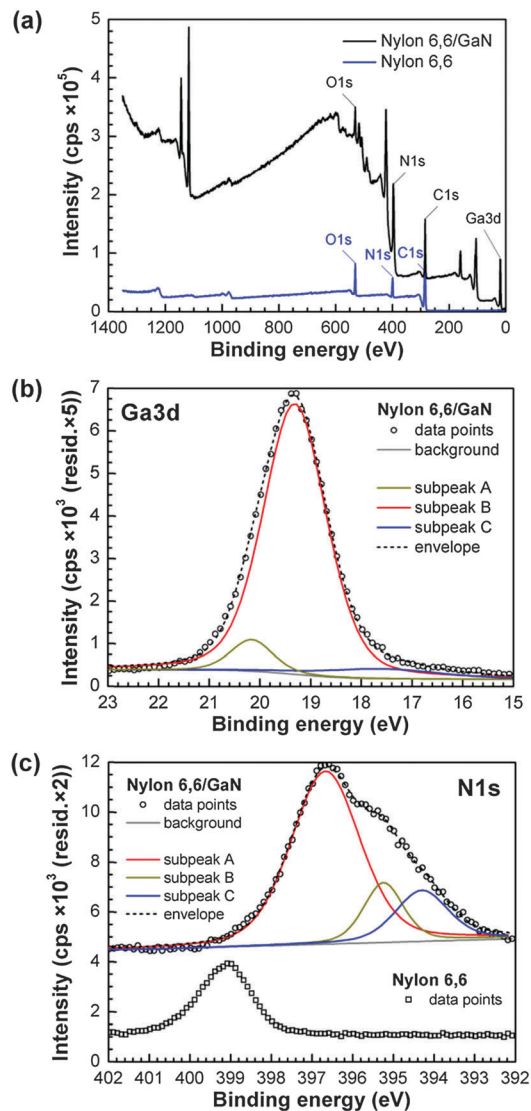 (a)
Nylon 6,6/GaN
Nylon 6,6
O1s
N1s
C1s
Ga3d
O1s
N1s
C1s
Intensity (cps ×10⁵)
5
4
3
2
1
0
1400 1200 1000 800 600 400 200 0
Binding energy (eV)
(b)
Ga3d
Nylon 6,6/GaN
data points
background
subpeak A
subpeak B
subpeak C
envelope
Intensity (cps ×10³ (resid.×5))
7
6
5
4
3
2
1
0
23 22 21 20 19 18 17 16 15
Binding energy (eV)
(c)
N1s
Nylon 6,6/GaN
data points
background
subpeak A
subpeak B
subpeak C
envelope
Nylon 6,6
data points
Intensity (cps ×10³ (resid.×2))
12
10
8
6
4
2
0
402 401 400 399 398 397 396 395 394 393 392
Binding energy (eV)